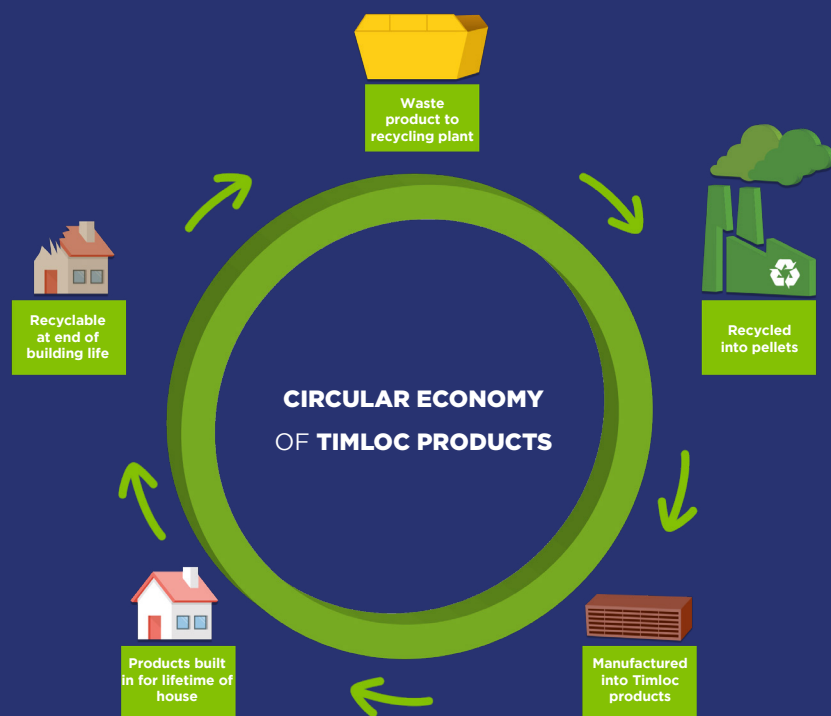 Waste
product to
recycling plant
Recycled
into pellets
Manufactured
into Timloc
products
Products built
in for lifetime of
house
Recyclable
at end of
building life
CIRCULAR ECONOMY
OF TIMLOC PRODUCTS